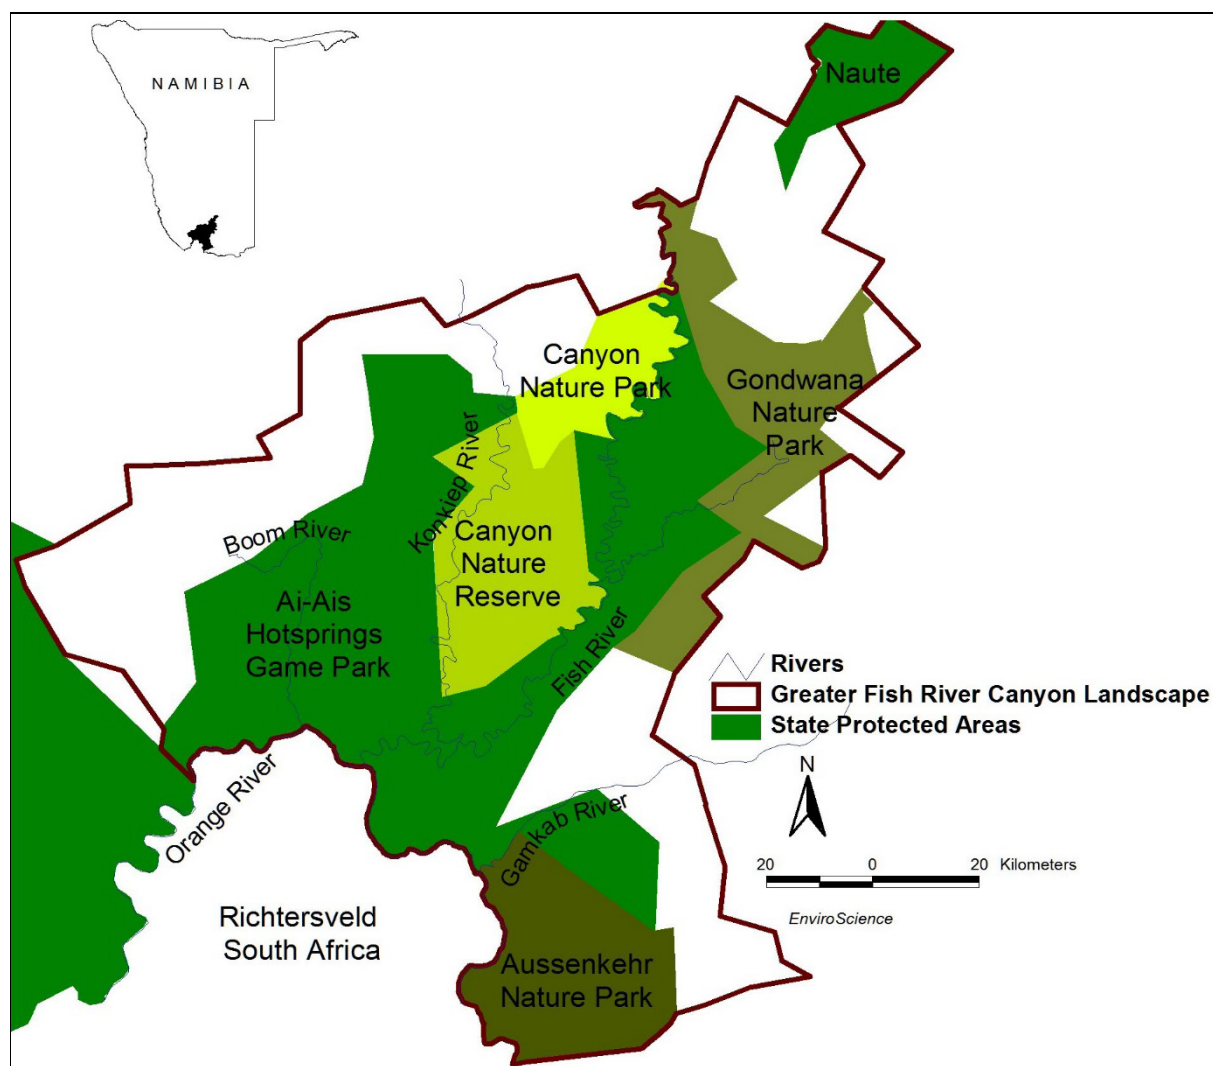 NAMIBIA
Naute
Canyon
Nature Park
Gondwana
Nature
Park
Konkiep River
Boom River
Canyon
Nature
Reserve
Ai-Ais
Hotsprings
Game Park
Fish River
Rivers
Greater Fish River Canyon Landscape
State Protected Areas
N
Orange River
Gamkab River
20 0 20 Kilometers
EnviroScience
Richtersveld
South Africa
Aussenkehr
Nature Park